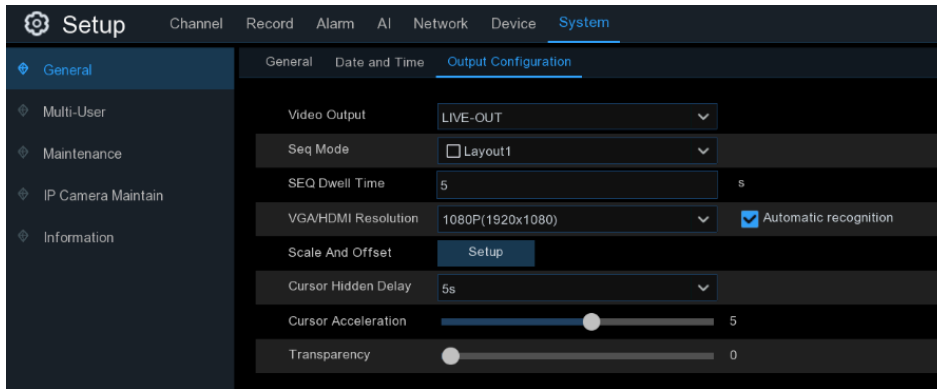 Setup Channel Record Alarm AI Network Device System
General General Date and Time Output Configuration
Multi-User
Maintenance
IP Camera Maintain
Information
Video Output LIVE-OUT
Seq Mode Layout1
SEQ Dwell Time 5 s
VGA/HDMI Resolution 1080P(1920x1080) Automatic recognition
Scale And Offset Setup
Cursor Hidden Delay 5s
Cursor Acceleration 5
Transparency 0